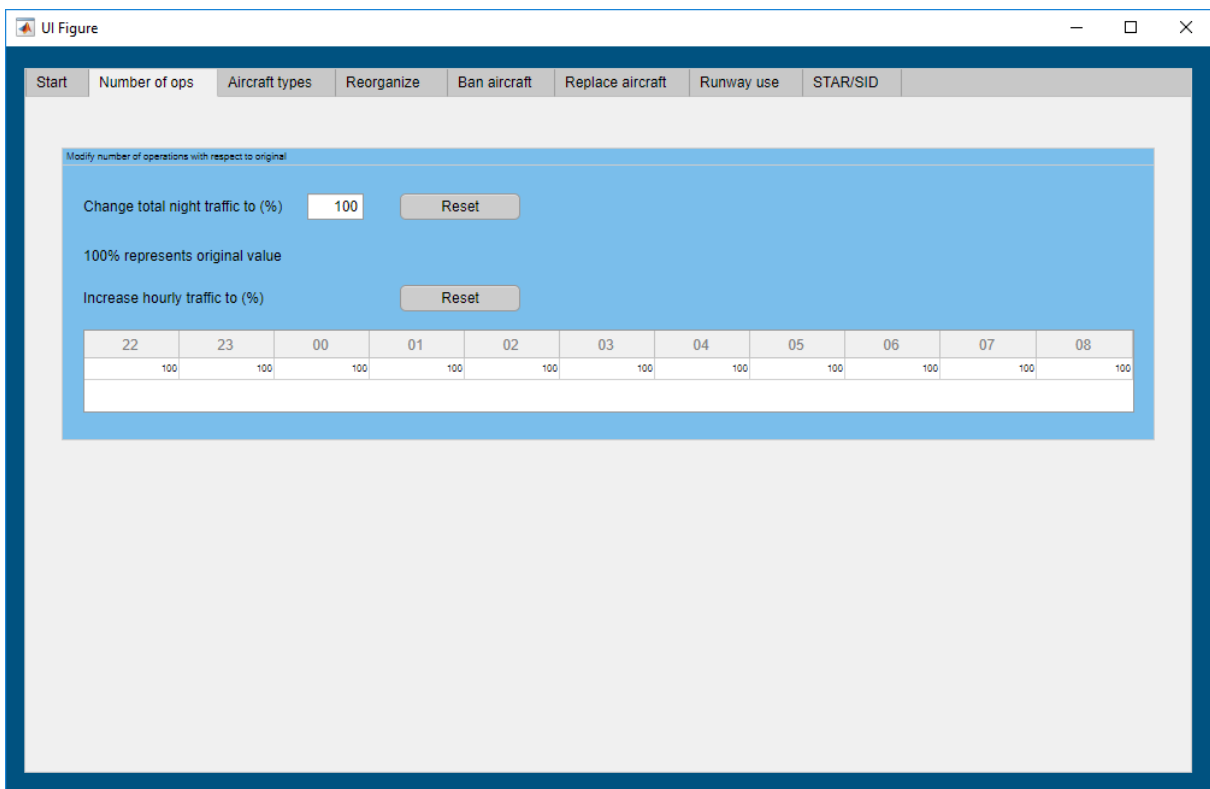 UI Figure
Start Number of ops Aircraft types Reorganize Ban aircraft Replace aircraft Runway use STAR/SID
Modify number of operations with respect to original
Change total night traffic to (%) 100 Reset
100% represents original value
Increase hourly traffic to (%) Reset
22 23 00 01 02 03 04 05 06 07 08
100 100 100 100 100 100 100 100 100 100 100